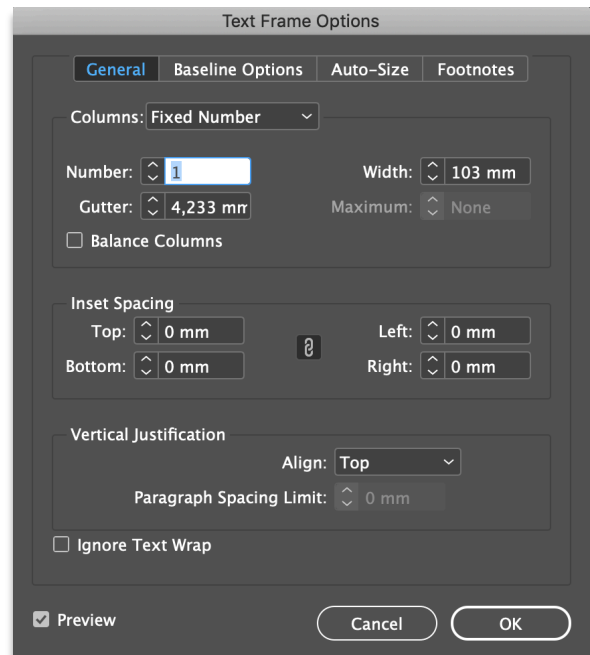 Text Frame Options
General Baseline Options Auto-Size Footnotes
Columns: Fixed Number
Number: 1 Width: 103 mm
Gutter: 4,233 mm Maximum: None
Balance Columns
Inset Spacing
Top: 0 mm Left: 0 mm
Bottom: 0 mm Right: 0 mm
Vertical Justification
Align: Top
Paragraph Spacing Limit: 0 mm
Ignore Text Wrap
Preview Cancel OK